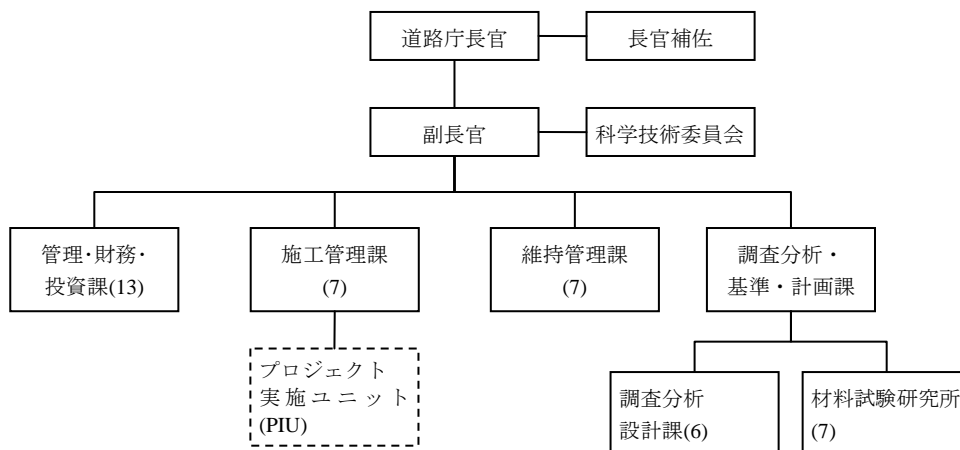 道路庁長官
長官補佐
副長官
科学技術委員会
管理・財務・
投資課(13)
施工管理課
(7)
維持管理課
(7)
調査分析・
基準・計画課
プロジェクト
実施ユニット
(PIU)
調査分析
設計課(6)
材料試験研究所
(7)